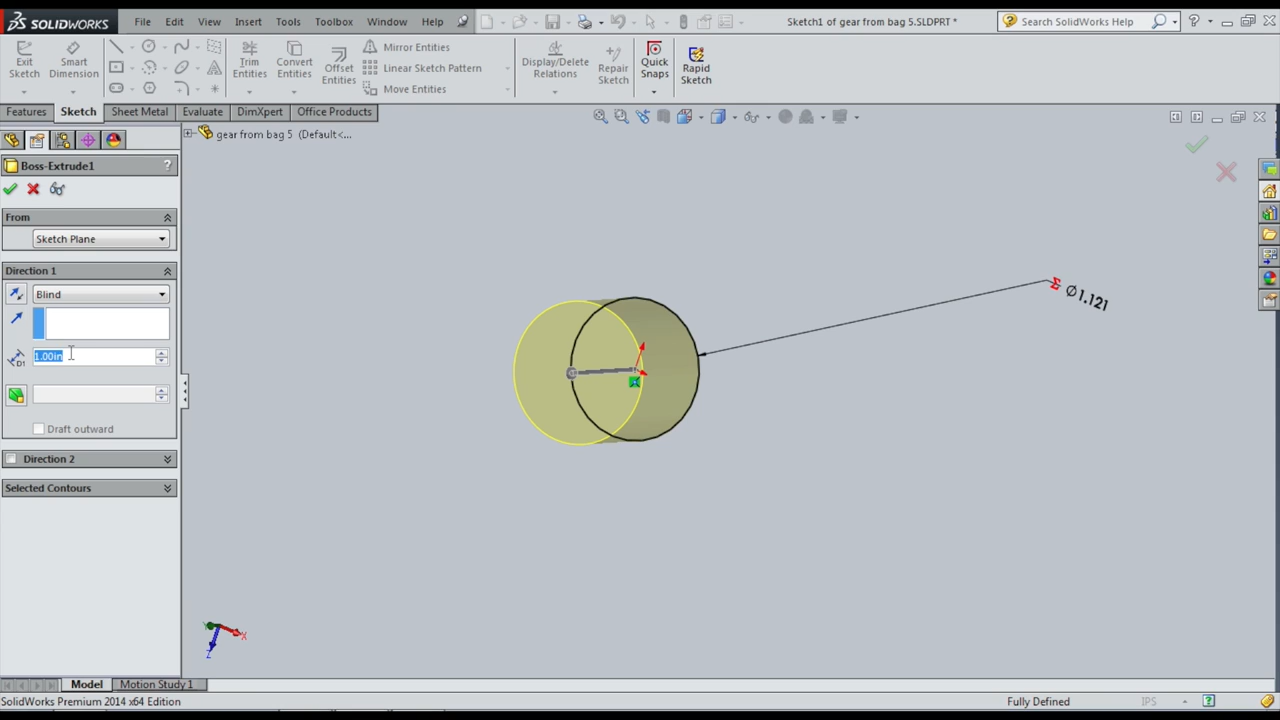 SOLIDWORKS File Edit View Insert Tools Toolbox Window Help Sketch1 of gear from bag 5.SLDPRT * Search SolidWorks Help
Exit Sketch
Smart Dimension
Trim Entities
Convert Entities
Offset Entities
Mirror Entities
Linear Sketch Pattern
Move Entities
Display/Delete Relations
Repair Sketch
Quick Snaps
Rapid Sketch
Features Sketch Sheet Metal Evaluate DimXpert Office Products
gear from bag 5 (Default<...
Boss-Extrude1 ?
From
Sketch Plane
Direction 1
Blind
D1 1.00in
Draft outward
Direction 2
Selected Contours
Ø1.121
Y X
Z
Model Motion Study 1
SolidWorks Premium 2014 x64 Edition Fully Defined IPS ?